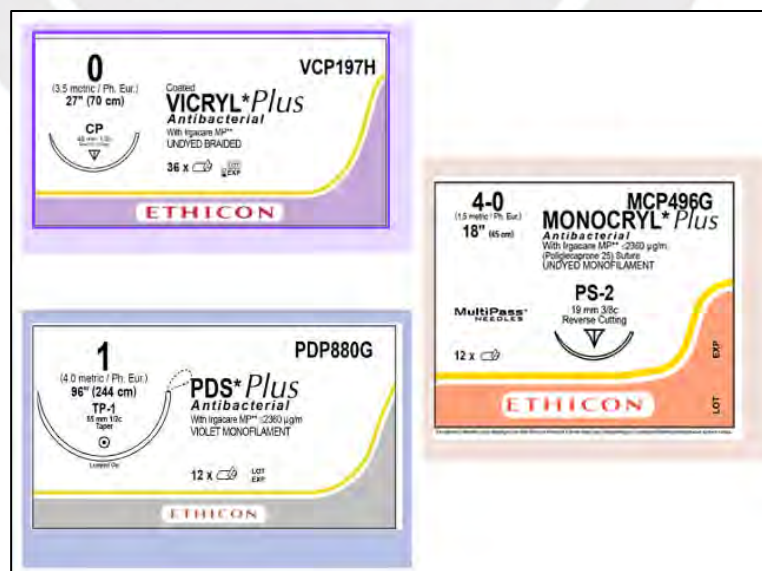 0
(3.5 metric / Ph. Eur.)
27" (70 cm)
CP
VCP197H
Coated
VICRYL* Plus
Antibacterial
With Irgacare MP**
UNDYED BRAIDED
36 x
LOT
EXP
ETHICON
4-0
(1.5 metric / Ph. Eur.)
18" (45 cm)
MCP496G
MONOCRYL* Plus
Antibacterial
With Irgacare MP** ≤2360 µg/m
(Poliglecaprone 25) Suture
UNDYED MONOFILAMENT
MultiPass*
NEEDLES
PS-2
19 mm 3/8c
Reverse Cutting
12 x
EXP
LOT
ETHICON
1
(4.0 metric / Ph. Eur.)
96" (244 cm)
TP-1
65 mm 1/2c
Taper
PDP880G
PDS* Plus
Antibacterial
With Irgacare MP** ≤2360 µg/m
VIOLET MONOFILAMENT
12 x
LOT
EXP
ETHICON